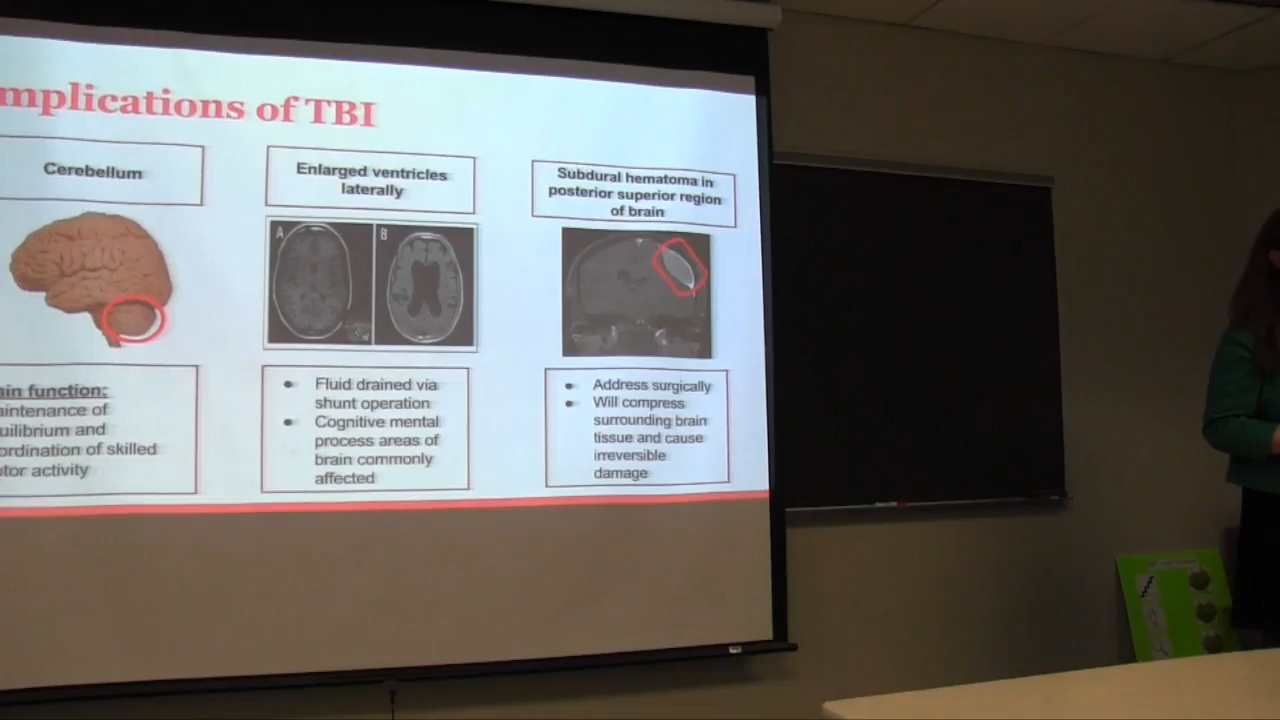 mplications of TBI
Cerebellum
Enlarged ventricles
laterally
Subdural hematoma in
posterior superior region
of brain
A
B
ain function:
aintenance of
uilibrium and
ordination of skilled
tor activity
● Fluid drained via
shunt operation
● Cognitive mental
process areas of
brain commonly
affected
● Address surgically
● Will compress
surrounding brain
tissue and cause
irreversible
damage